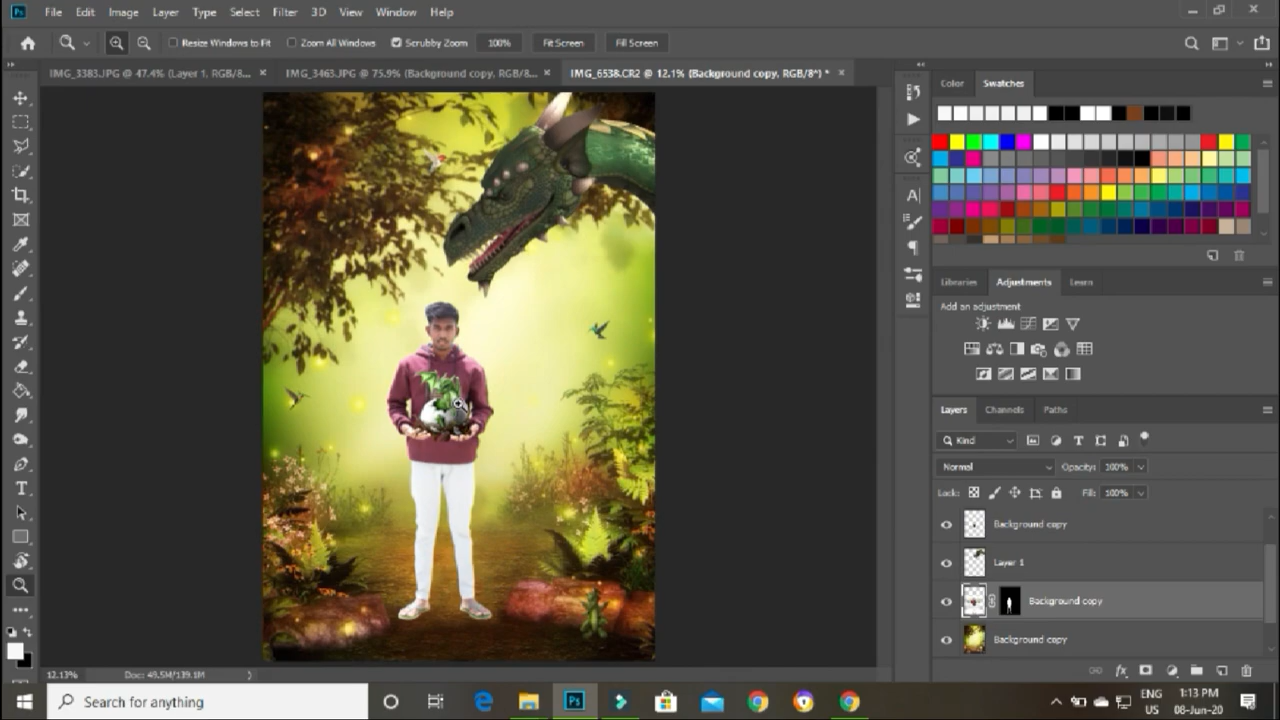 Ps File Edit Image Layer Type Select Filter 3D View Window Help
Resize Windows to Fit Zoom All Windows Scrubby Zoom 100% Fit Screen Fill Screen
IMG_3383.JPG @ 47.4% (Layer 1, RGB/8... IMG_3463.JPG @ 75.9% (Background copy, RGB/8... IMG_6538.CR2 @ 12.1% (Background copy, RGB/8*) *
Color Swatches
Libraries Adjustments Learn
Add an adjustment
Layers Channels Paths
Kind
Normal Opacity: 100%
Lock: Fill: 100%
Background copy
Layer 1
Background copy
Background copy
12.13% Doc: 49.5M/139.1M
Search for anything
ENG
US
1:13 PM
08-Jun-20